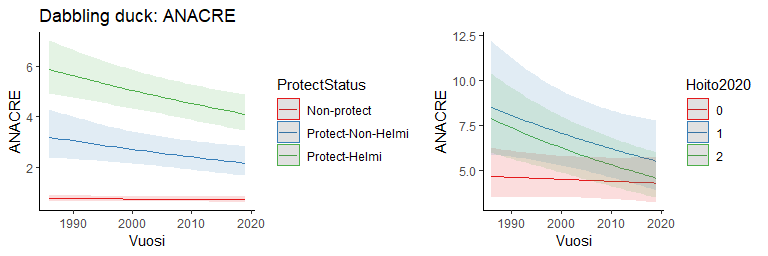 Dabbling duck: ANACRE
ANACRE
6
4
2
1990
2000
2010
2020
Vuosi
ProtectStatus
Non-protect
Protect-Non-Helmi
Protect-Helmi
ANACRE
12.5
10.0
7.5
5.0
1990
2000
2010
2020
Vuosi
Hoito2020
0
1
2